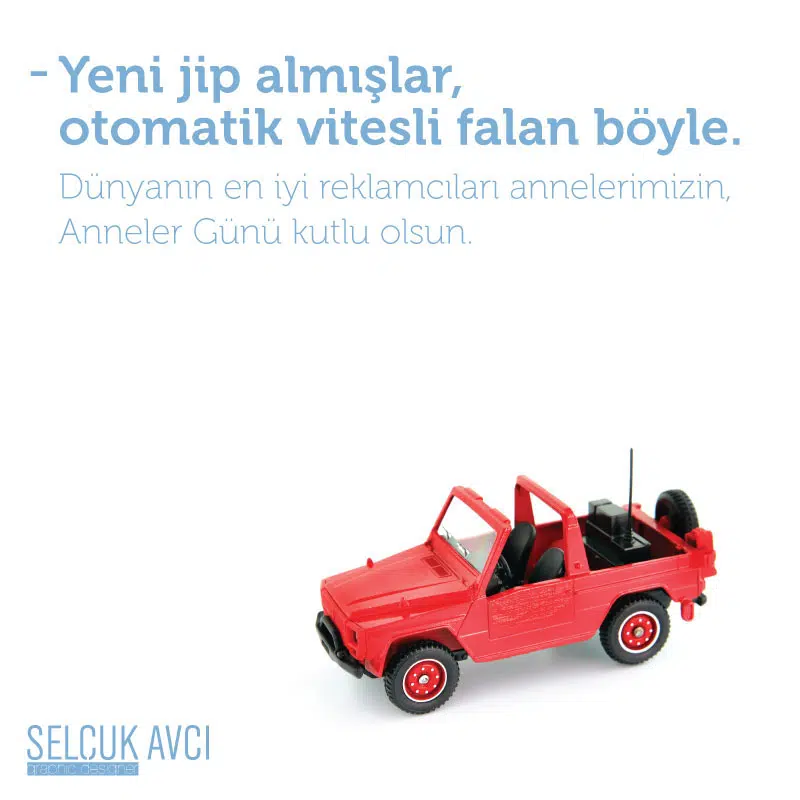 - Yeni jip almışlar,
otomatik vitesli falan böyle.
Dünyanın en iyi reklamcıları annelerimizin,
Anneler Günü kutlu olsun.
SELCUK AVCI
graphic designer